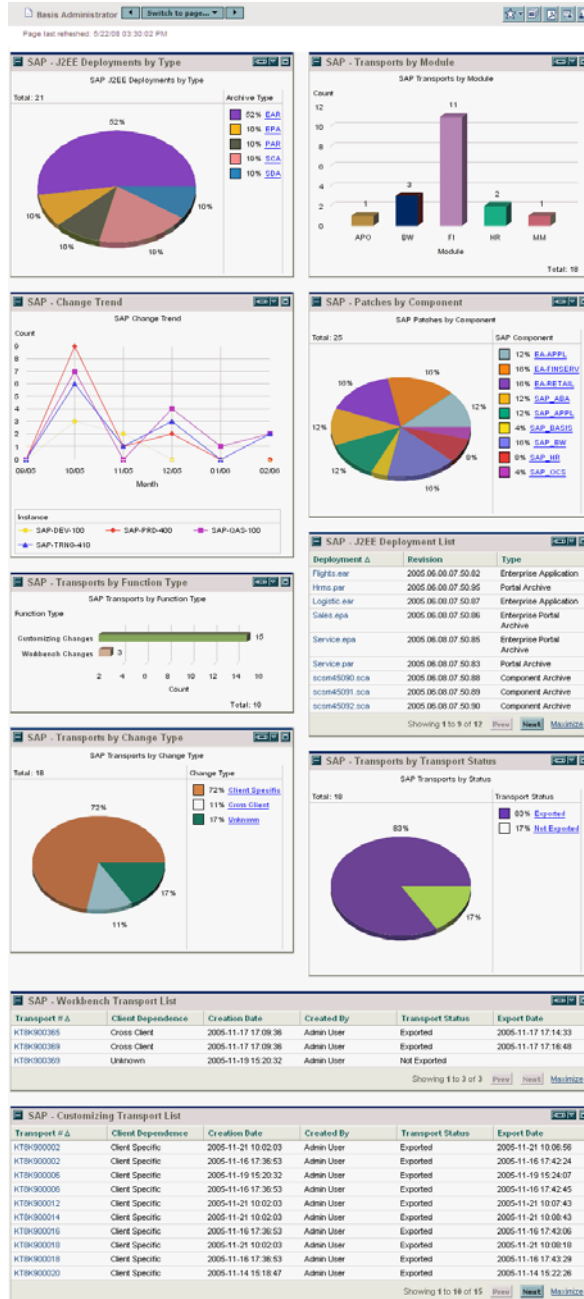 Basis Administrator Switch to page...
Page last refreshed: 5/22/08 03:30:02 PM
SAP - J2EE Deployments by Type
SAP J2EE Deployments by Type
Total: 21
Archive Type
52% EAR
10% EPA
10% PAR
SCA
10% SDA
52%
10%
10%
10%
SAP - Transports by Module
SAP Transports by Module
Count
12
10
8
6
4
2
0
1
3
11
2
1
APO BW FI HR MM
Module
Total: 18
SAP - Change Trend
SAP Change Trend
Count
9
8
7
6
5
4
3
2
1
0
09/05 10/05 11/05 12/05 01/06 02/06
Month
Instance
SAP-DEV-100 SAP-PRD-400 SAP-QAS-100
SAP-TRNG-410
SAP - Patches by Component
SAP Patches by Component
Total: 25
SAP Component
12% EA-APPL
16% EA-FINSERV
16% EA-RETAIL
12% SAP_ABA
12% SAP_APPL
4% SAP_BASIS
16% SAP_BW
8% SAP_HR
4% SAP_OCS
16%
16%
12%
12%
8%
12%
16%
SAP - Transports by Function Type
SAP Transports by Function Type
Function Type
Customizing Changes 15
Workbench Changes 3
2 4 6 8 10 12 14 16
Count
Total: 18
SAP - J2EE Deployment List
Deployment Revision Type
Flights.ear 2005.06.08.07.50.82 Enterprise Application
Hrms.par 2005.06.08.07.50.95 Portal Archive
Logistic.ear 2005.06.08.07.50.87 Enterprise Application
Sales.epa 2005.06.08.07.50.86 Enterprise Portal
Archive
Service.epa 2005.06.08.07.50.85 Enterprise Portal
Archive
Service.par 2005.06.08.07.50.83 Portal Archive
scsm45090.sca 2005.06.08.07.50.88 Component Archive
scsm45091.sca 2005.06.08.07.50.89 Component Archive
scsm45092.sca 2005.06.08.07.50.90 Component Archive
Showing 1 to 9 of 12 Prev Next Maximize
SAP - Transports by Change Type
SAP Transports by Change Type
Total: 18
Change Type
72% Client Specific
11% Cross Client
17% Unknown
72%
17%
11%
SAP - Transports by Transport Status
SAP Transports by Status
Total: 18
Transport Status
83% Exported
17% Not Exported
83%
17%
SAP - Workbench Transport List
Transport # Client Dependence Creation Date Created By Transport Status Export Date
KT8K900365 Cross Client 2005-11-17 17:09:36 Admin User Exported 2005-11-17 17:14:33
KT8K900369 Cross Client 2005-11-17 17:09:36 Admin User Exported 2005-11-17 17:16:48
KT8K900369 Unknown 2005-11-19 15:20:32 Admin User Not Exported
Showing 1 to 3 of 3 Prev Next Maximize
SAP - Customizing Transport List
Transport # Client Dependence Creation Date Created By Transport Status Export Date
KT8K900002 Client Specific 2005-11-21 10:02:03 Admin User Exported 2005-11-21 10:06:56
KT8K900002 Client Specific 2005-11-16 17:36:53 Admin User Exported 2005-11-16 17:42:24
KT8K900006 Client Specific 2005-11-19 15:20:32 Admin User Exported 2005-11-19 15:24:07
KT8K900006 Client Specific 2005-11-16 17:36:53 Admin User Exported 2005-11-16 17:42:45
KT8K900012 Client Specific 2005-11-21 10:02:03 Admin User Exported 2005-11-21 10:07:43
KT8K900014 Client Specific 2005-11-21 10:02:03 Admin User Exported 2005-11-21 10:08:43
KT8K900016 Client Specific 2005-11-16 17:36:53 Admin User Exported 2005-11-16 17:43:06
KT8K900018 Client Specific 2005-11-21 10:02:03 Admin User Exported 2005-11-21 10:08:18
KT8K900018 Client Specific 2005-11-16 17:36:53 Admin User Exported 2005-11-16 17:43:29
KT8K900020 Client Specific 2005-11-14 15:18:47 Admin User Exported 2005-11-14 15:22:26
Showing 1 to 10 of 15 Prev Next Maximize